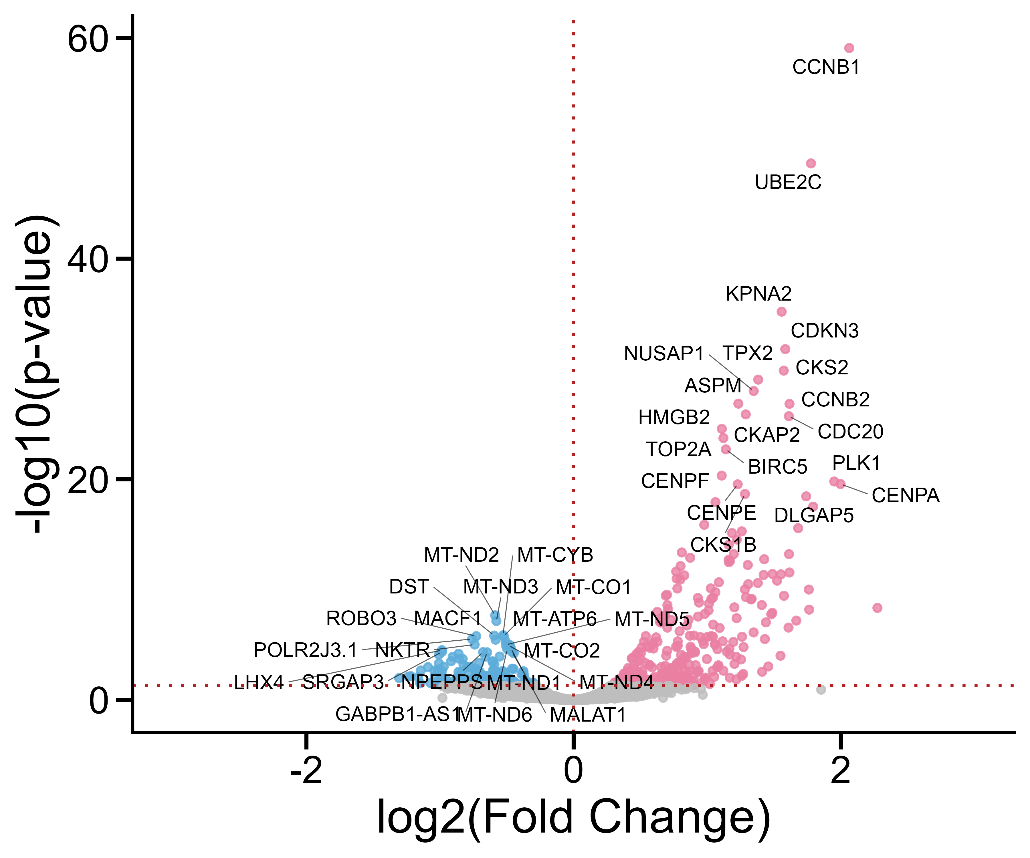 60
CCNB1
UBE2C
40
KPNA2
CDKN3
NUSAP1 TPX2
CKS2
ASPM
CCNB2
HMGB2
CKAP2 CDC20
TOP2A
BIRC5 PLK1
20
CENPF
CENPA
CENPE DLGAP5
CKS1B
MT-ND2 MT-CYB
DST MT-ND3 MT-CO1
ROBO3 MACF1 MT-ATP6 MT-ND5
POLR2J3.1 NKTR MT-CO2
LHX4 SRGAP3 NPEPPS MT-ND1 MT-ND4
0
GABPB1-AS1 MT-ND6 MALAT1
-2 0 2
log2(Fold Change)
-log10(p-value)